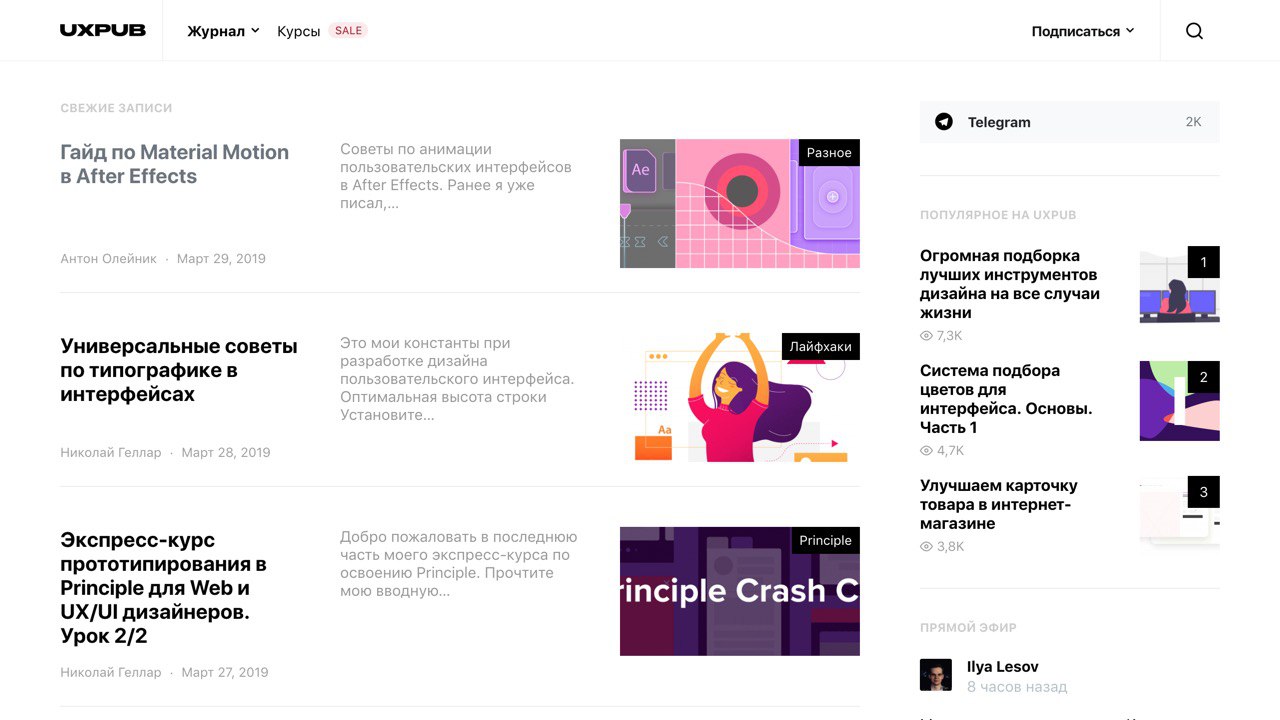 UXPUB
Журнал
Курсы
SALE
Подписаться
СВЕЖИЕ ЗАПИСИ
Гайд по Material Motion
в After Effects
Антон Олейник · Март 29, 2019
Советы по анимации
пользовательских интерфейсов
в After Effects. Ранее я уже
писал,...
Ae
Разное
Универсальные советы
по типографике в
интерфейсах
Николай Геллар · Март 28, 2019
Это мои константы при
разработке дизайна
пользовательского интерфейса.
Оптимальная высота строки
Установите...
Лайфхаки
Aa
Экспресс-курс
прототипирования в
Principle для Web и
UX/UI дизайнеров.
Урок 2/2
Николай Геллар · Март 27, 2019
Добро пожаловать в последнюю
часть моего экспресс-курса по
освоению Principle. Прочтите
мою вводную...
Principle
rinciple Crash C
Telegram
2K
ПОПУЛЯРНОЕ НА UXPUB
Огромная подборка
лучших инструментов
дизайна на все случаи
жизни
7,3K
1
Система подбора
цветов для
интерфейса. Основы.
Часть 1
4,7K
2
Улучшаем карточку
товара в интернет-
магазине
3,8K
3
ПРЯМОЙ ЭФИР
Ilya Lesov
8 часов назад